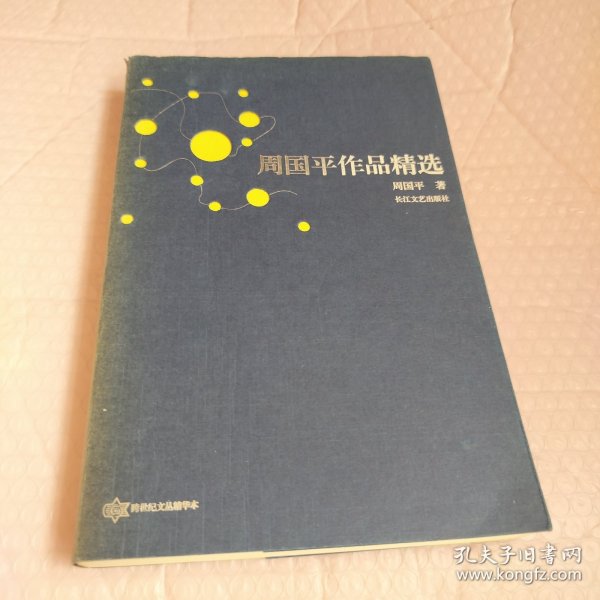 周国平作品精选
周国平 著
长江文艺出版社
跨世纪文丛精华本
孔夫子旧书网
www.kongfz.com